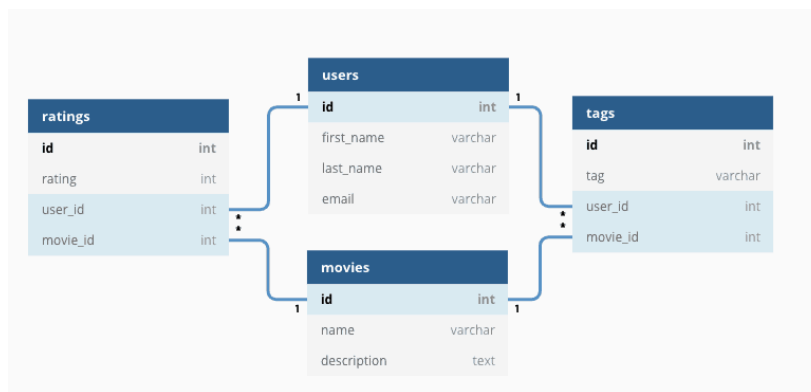 users
1
id int
1
first_name varchar
last_name varchar
email varchar
ratings
id int
rating int
user_id int
*
*
movie_id int
tags
id int
tag varchar
user_id int
*
*
movie_id int
movies
id int
1
1
name varchar
description text